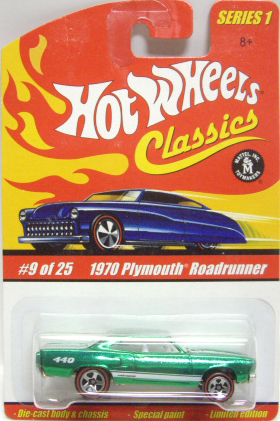 SERIES 1
8+
HOT WHEELS
Classics
MATTEL, INC.
M
TOYMAKERS
#9 of 25 1970 Plymouth® Roadrunner
440
-Die-cast body & chassis -Special paint -Limited edition